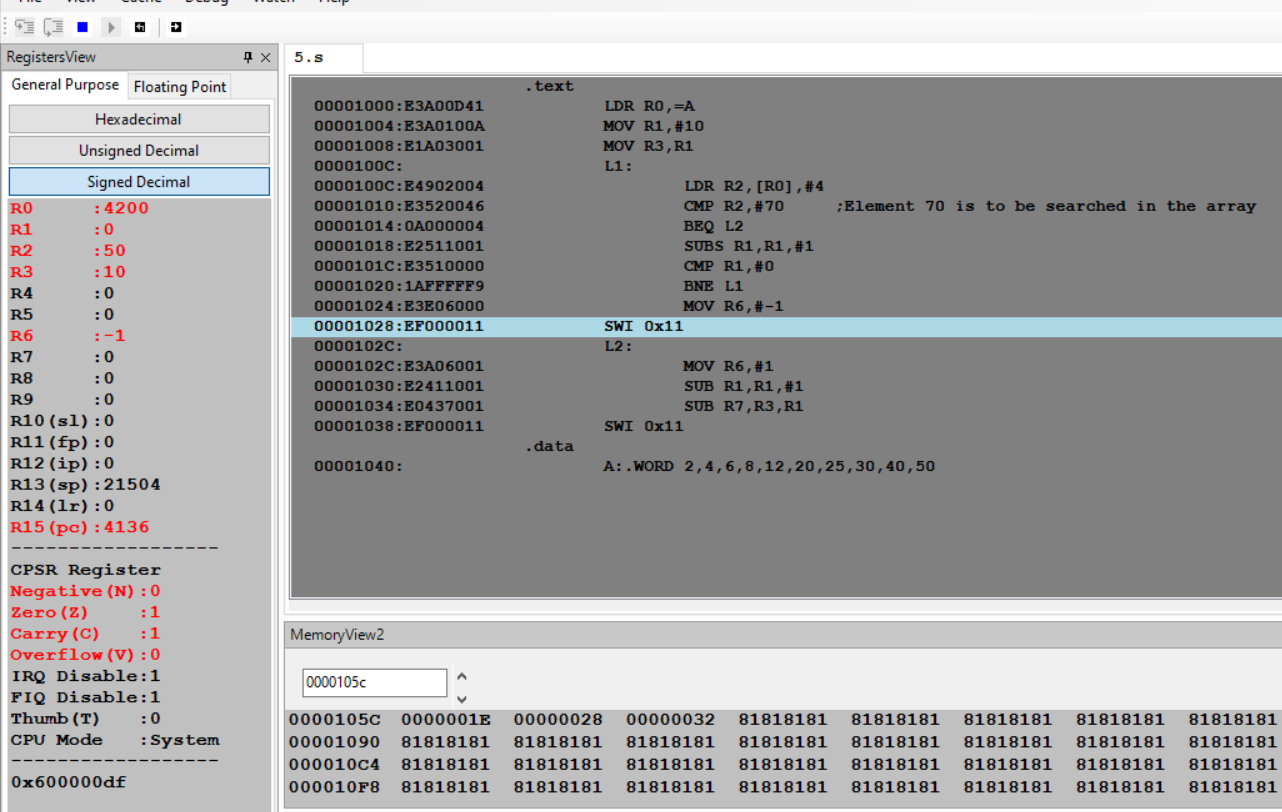 File View Cache Debug Watch Help
RegistersView
General Purpose Floating Point
Hexadecimal
Unsigned Decimal
Signed Decimal
R0 :4200
R1 :0
R2 :50
R3 :10
R4 :0
R5 :0
R6 :-1
R7 :0
R8 :0
R9 :0
R10(sl):0
R11(fp):0
R12(ip):0
R13(sp):21504
R14(lr):0
R15(pc):4136
-------------------
CPSR Register
Negative(N):0
Zero(Z) :1
Carry(C) :1
Overflow(V):0
IRQ Disable:1
FIQ Disable:1
Thumb(T) :0
CPU Mode :System
-------------------
0x600000df
5.s
.text
00001000:E3A00D41 LDR R0,=A
00001004:E3A0100A MOV R1,#10
00001008:E1A03001 MOV R3,R1
0000100C: L1:
0000100C:E4902004 LDR R2,[R0],#4
00001010:E3520046 CMP R2,#70 ;Element 70 is to be searched in the array
00001014:0A000004 BEQ L2
00001018:E2511001 SUBS R1,R1,#1
0000101C:E3510000 CMP R1,#0
00001020:1AFFFFF9 BNE L1
00001024:E3E06000 MOV R6,#-1
00001028:EF000011 SWI 0x11
0000102C: L2:
0000102C:E3A06001 MOV R6,#1
00001030:E2411001 SUB R1,R1,#1
00001034:E0437001 SUB R7,R3,R1
00001038:EF000011 SWI 0x11
.data
00001040: A:.WORD 2,4,6,8,12,20,25,30,40,50
MemoryView2
0000105c
0000105C 0000001E 00000028 00000032 81818181 81818181 81818181 81818181 81818181
00001090 81818181 81818181 81818181 81818181 81818181 81818181 81818181 81818181
000010C4 81818181 81818181 81818181 81818181 81818181 81818181 81818181 81818181
000010F8 81818181 81818181 81818181 81818181 81818181 81818181 81818181 81818181